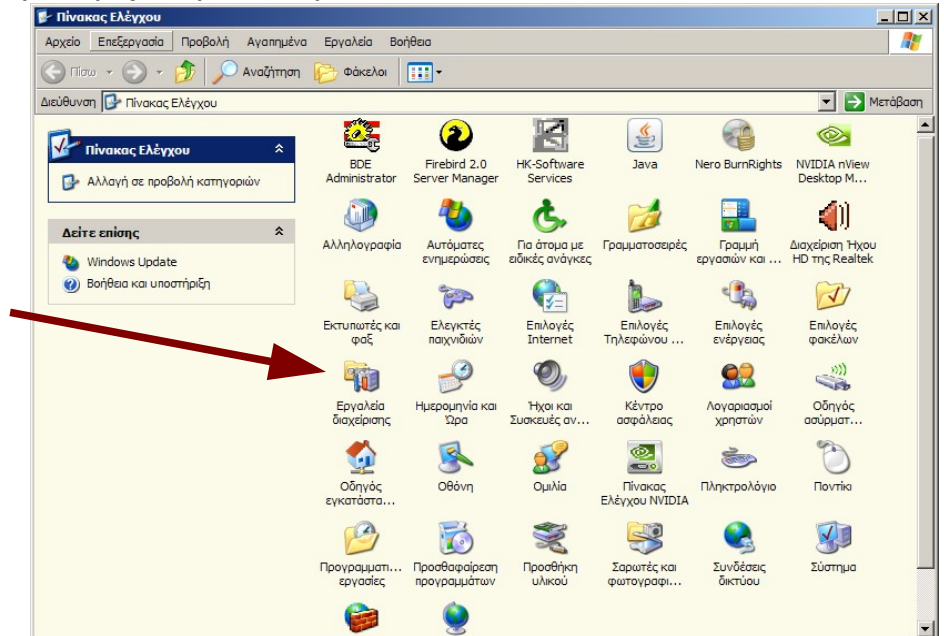 Πίνακας Ελέγχου
Αρχείο Επεξεργασία Προβολή Αγαπημένα Εργαλεία Βοήθεια
Πίσω Αναζήτηση Φάκελοι
Διεύθυνση Πίνακας Ελέγχου Μετάβαση
Πίνακας Ελέγχου
Αλλαγή σε προβολή κατηγοριών
Δείτε επίσης
Windows Update
Βοήθεια και υποστήριξη
BDE
Administrator
Firebird 2.0
Server Manager
HK-Software
Services
Java
Nero BurnRights
NVIDIA nView
Desktop M...
Αλληλογραφία
Αυτόματες
ενημερώσεις
Για άτομα με
ειδικές ανάγκες
Γραμματοσειρές
Γραμμή
εργασιών και ...
Διαχείριση Ήχου
HD της Realtek
Εκτυπωτές και
φαξ
Ελεγκτές
παιχνιδιών
Επιλογές
Internet
Επιλογές
Τηλεφώνου ...
Επιλογές
ενέργειας
Επιλογές
φακέλων
Εργαλεία
διαχείρισης
Ημερομηνία και
Ώρα
Ήχοι και
Συσκευές αν...
Κέντρο
ασφάλειας
Λογαριασμοί
χρηστών
Οδηγός
ασύρματ...
Οδηγός
εγκατάστα...
Οθόνη
Ομιλία
Πίνακας
Ελέγχου NVIDIA
Πληκτρολόγιο
Ποντίκι
Προγραμματι...
εργασίες
Προσθαφαίρεση
προγραμμάτων
Προσθήκη
υλικού
Σαρωτές και
φωτογραφι...
Συνδέσεις
δικτύου
Σύστημα